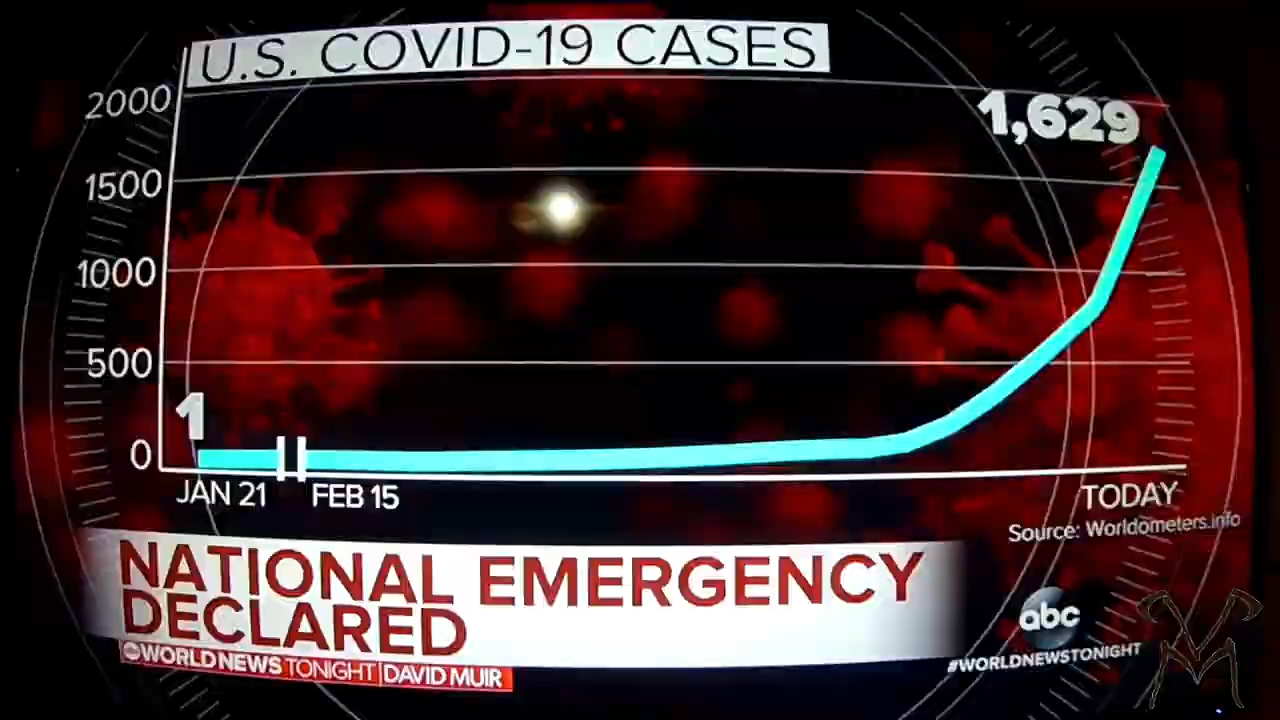 U.S. COVID-19 CASES
2000
1,629
1500
1000
500
1
0
JAN 21
FEB 15
TODAY
Source: Worldometers.info
NATIONAL EMERGENCY
DECLARED
abc
#WORLDNEWSTONIGHT
abc WORLD NEWS TONIGHT | DAVID MUIR